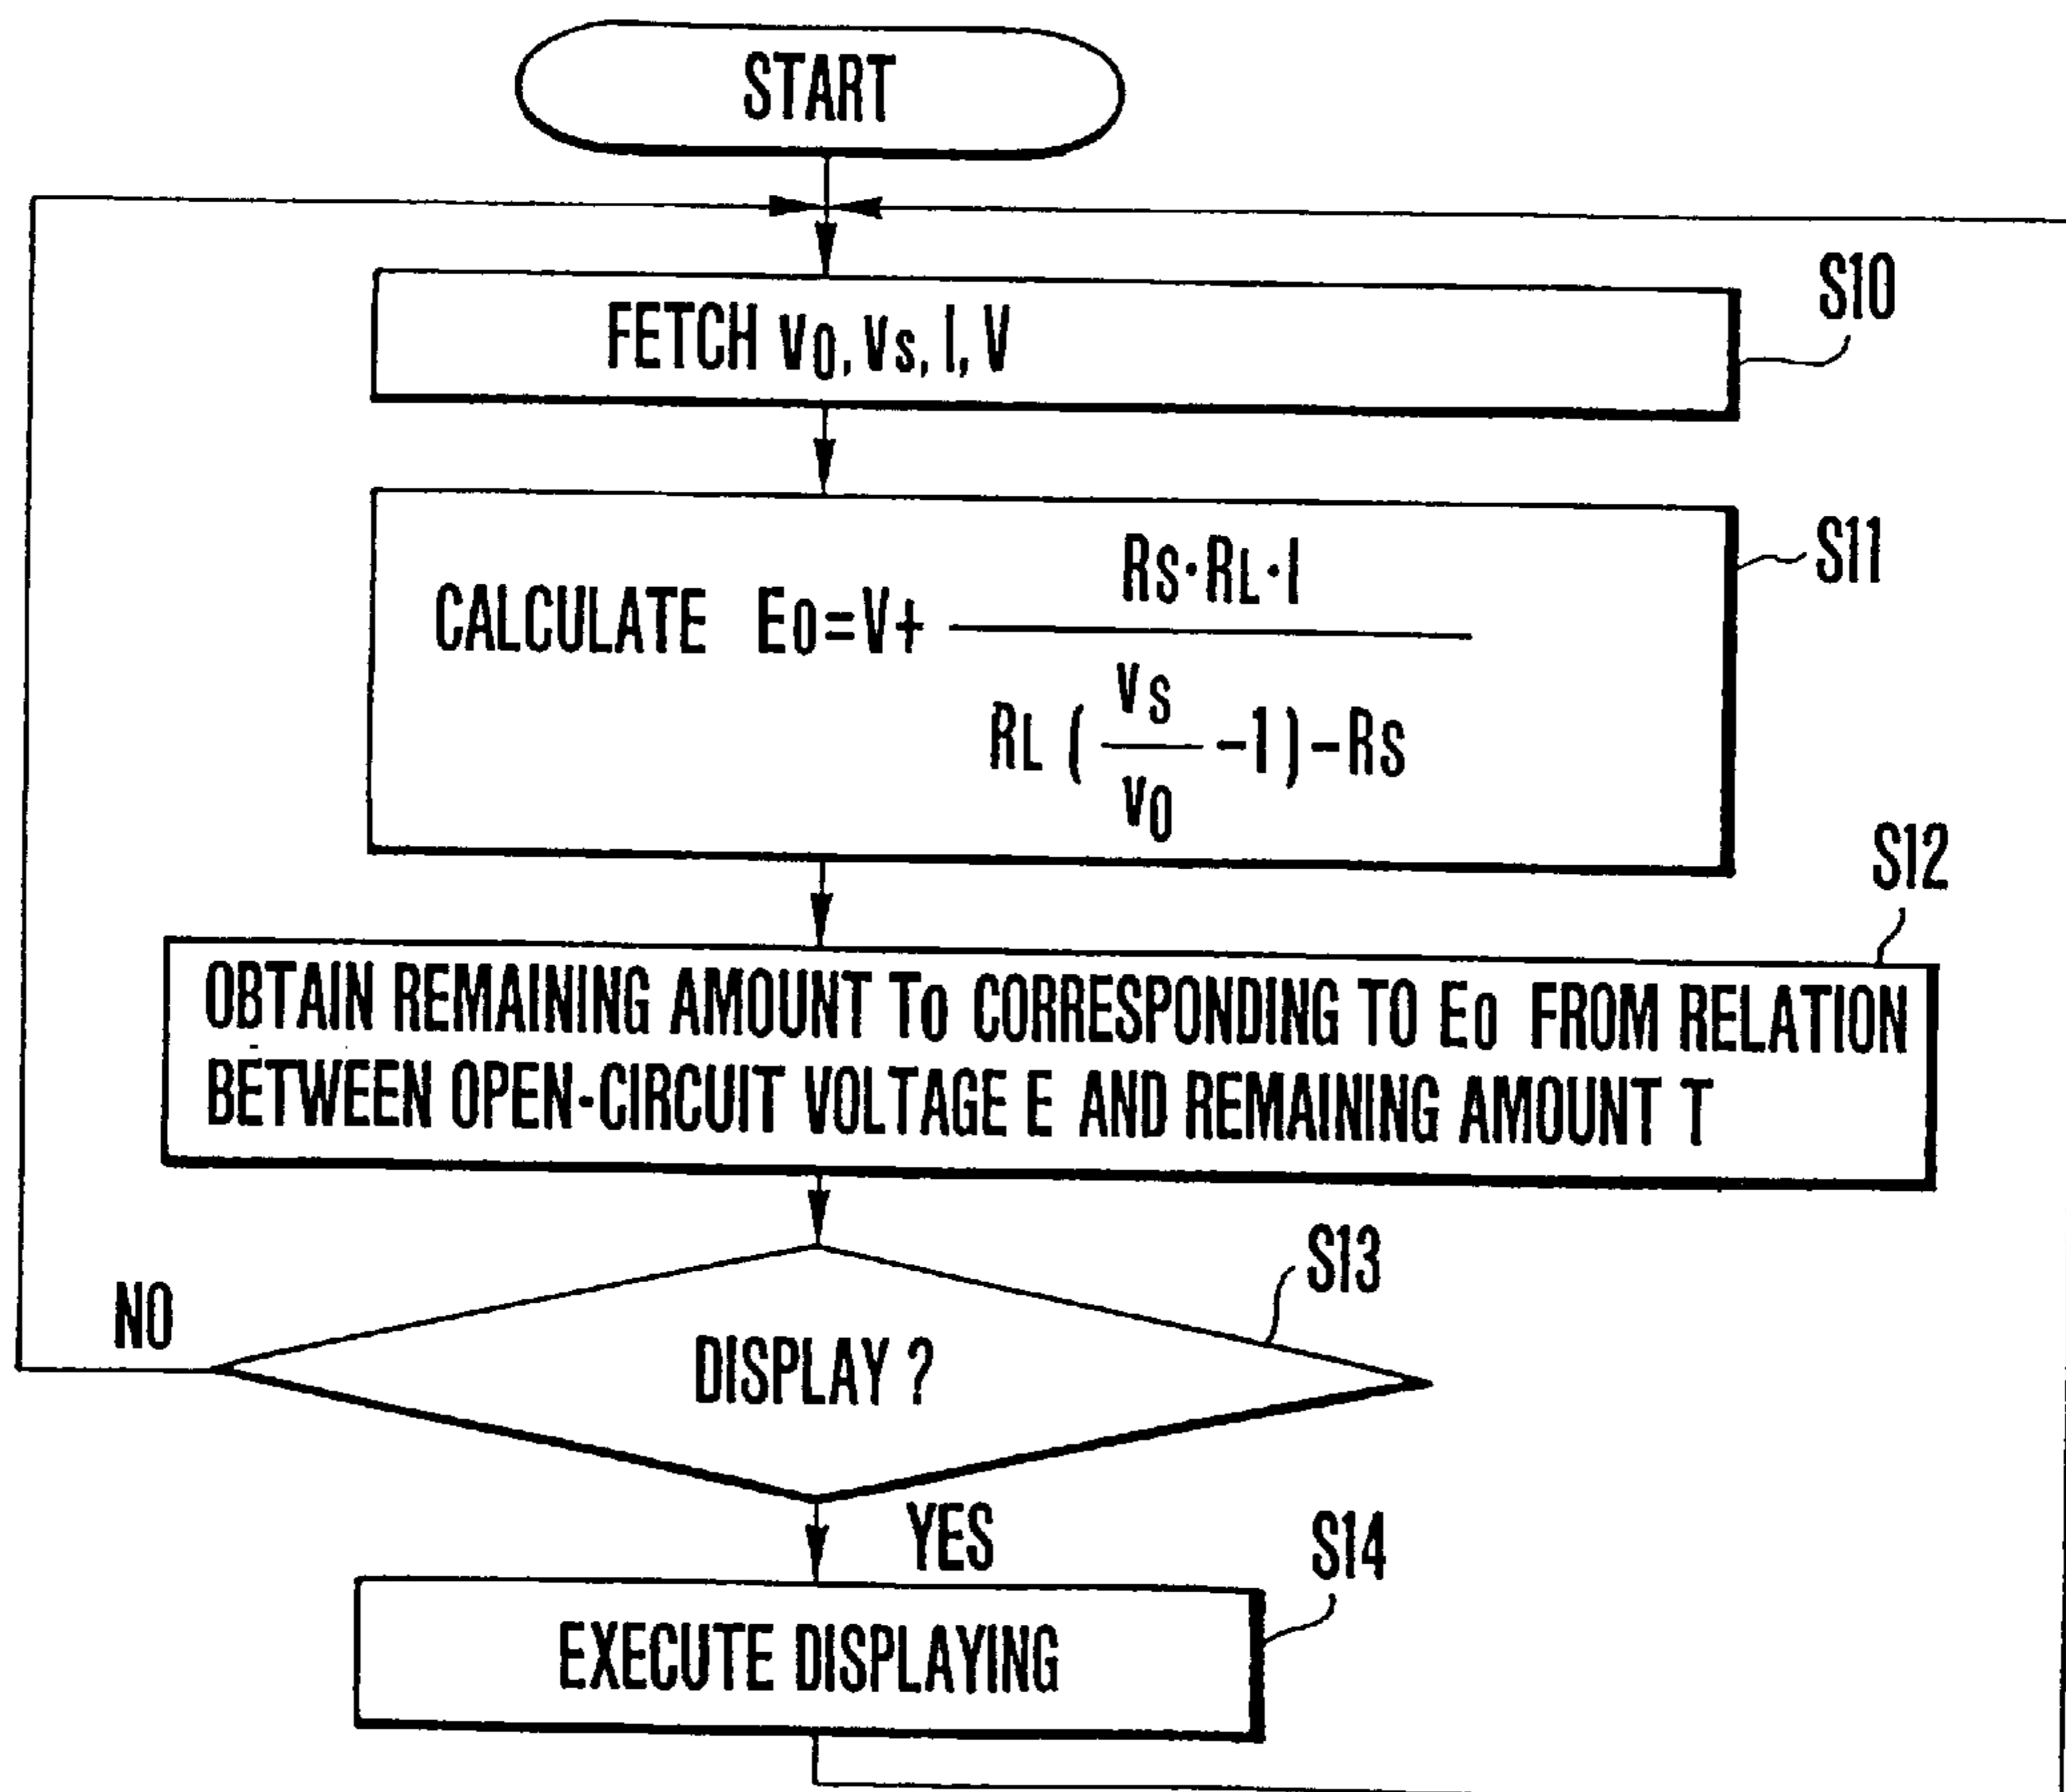 START
FETCH v0, vs, I, V
S10
CALCULATE E0=V+ RS·RL·I
RL ( vs / v0 -1)-RS
S11
S12
OBTAIN REMAINING AMOUNT T0 CORRESPONDING TO E0 FROM RELATION
BETWEEN OPEN-CIRCUIT VOLTAGE E AND REMAINING AMOUNT T
S13
NO
DISPLAY ?
YES
S14
EXECUTE DISPLAYING